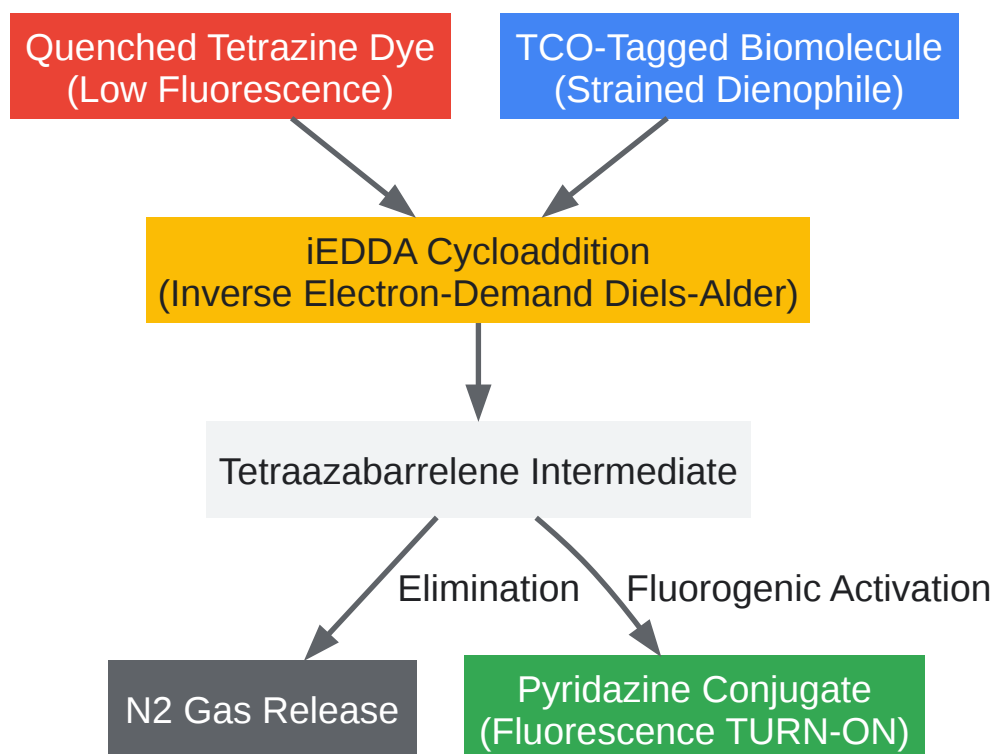 Quenched Tetrazine Dye
(Low Fluorescence)
TCO-Tagged Biomolecule
(Strained Dienophile)
iEDDA Cycloaddition
(Inverse Electron-Demand Diels-Alder)
Tetraazabarrelene Intermediate
Elimination
Fluorogenic Activation
N2 Gas Release
Pyridazine Conjugate
(Fluorescence TURN-ON)